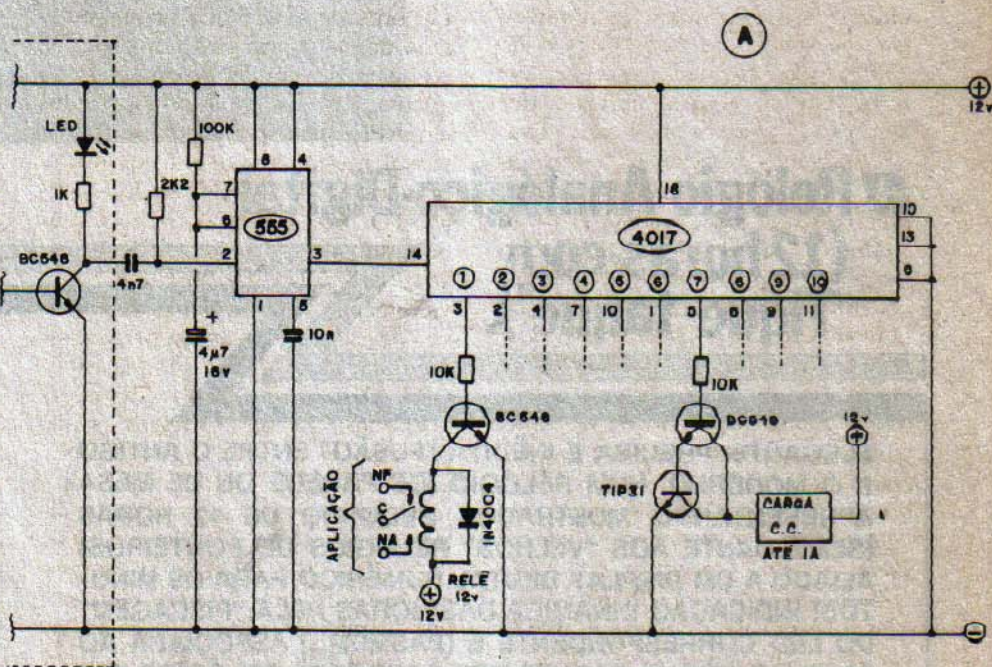 A
12v
LED
100K
8
4
1K
2K2
7
6
555
16
4017
10
13
8
BC548
2
3
14
4n7
1
2
3
4
5
6
7
8
9
10
1
5
3
2
4
7
10
1
5
6
9
11
+
4µ7
16v
10n
10K
10K
BC548
BC548
12v
APLICAÇÃO
NF
C
NA
1N4004
TIP31
CARGA
C.C.
ATÉ 1A
RELÉ
12v
12v